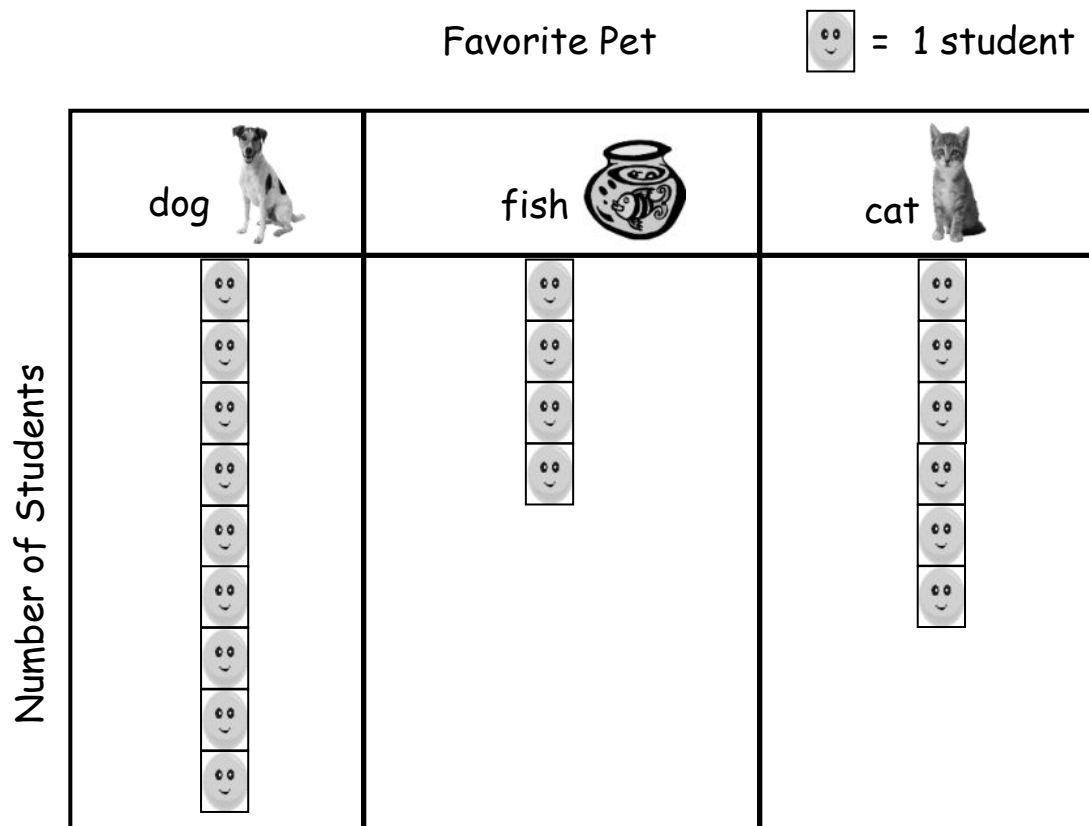 Favorite Pet
= 1 student
dog
fish
cat
Number of Students